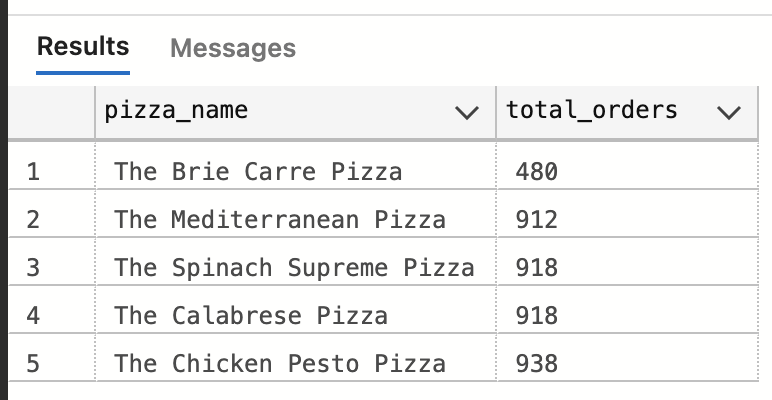 Results Messages
pizza_name total_orders
1 The Brie Carre Pizza 480
2 The Mediterranean Pizza 912
3 The Spinach Supreme Pizza 918
4 The Calabrese Pizza 918
5 The Chicken Pesto Pizza 938